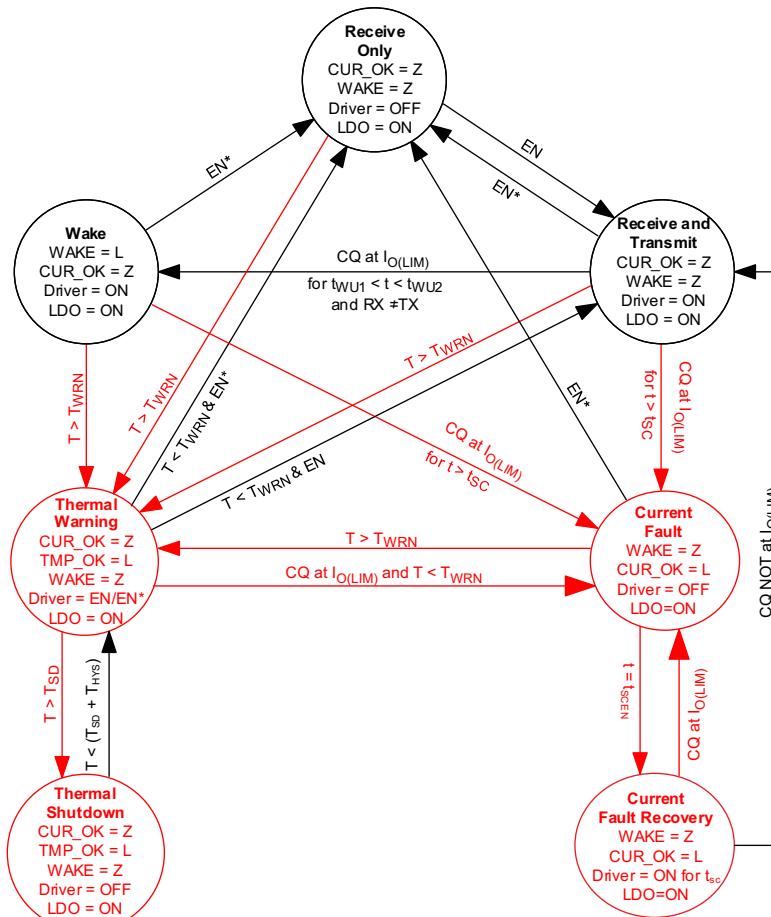 Receive
Only
CUR_OK = Z
WAKE = Z
Driver = OFF
LDO = ON
EN*
EN
EN*
Wake
WAKE = L
CUR_OK = Z
Driver = ON
LDO = ON
CQ at IO(LIM)
for tWU1 < t < tWU2
and RX ≠TX
Receive and
Transmit
CUR_OK = Z
WAKE = Z
Driver = ON
LDO = ON
T > TWRN
T > TWRN
T < TWRN & EN*
T > TWRN
T < TWRN & EN
CQ at IO(LIM)
for t > tSC
EN*
CQ at IO(LIM)
for t > tSC
Thermal
Warning
CUR_OK = Z
TMP_OK = L
WAKE = Z
Driver = EN/EN*
LDO = ON
T > TWRN
CQ at IO(LIM) and T < TWRN
Current
Fault
WAKE = Z
CUR_OK = L
Driver = OFF
LDO=ON
CQ NOT at IO(LIM)
T > TSD
T < (TSD + THYS)
t = tSCEN
CQ at IO(LIM)
Thermal
Shutdown
CUR_OK = Z
TMP_OK = L
WAKE = Z
Driver = OFF
LDO = ON
Current
Fault Recovery
WAKE = Z
CUR_OK = L
Driver = ON for tsc
LDO=ON